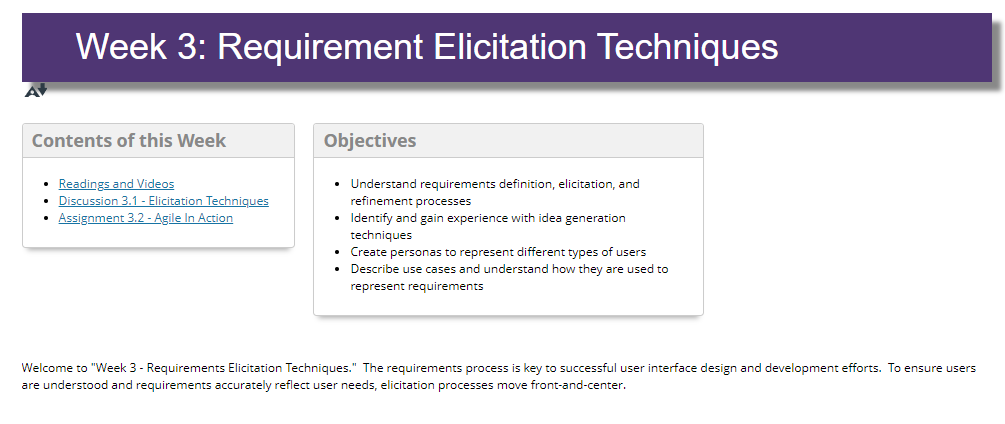 Week 3: Requirement Elicitation Techniques
Contents of this Week
Readings and Videos
Discussion 3.1 - Elicitation Techniques
Assignment 3.2 - Agile In Action
Objectives
Understand requirements definition, elicitation, and
refinement processes
Identify and gain experience with idea generation
techniques
Create personas to represent different types of users
Describe use cases and understand how they are used to
represent requirements
Welcome to "Week 3 - Requirements Elicitation Techniques."  The requirements process is key to successful user interface design and development efforts.  To ensure users
are understood and requirements accurately reflect user needs, elicitation processes move front-and-center.